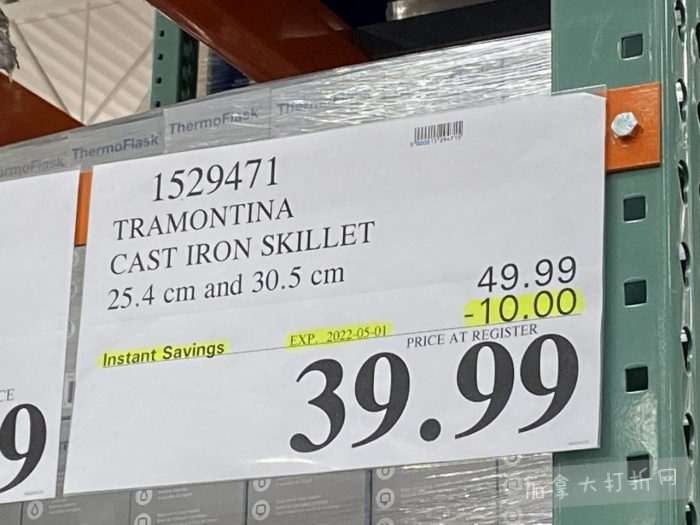 ThermoFlask
ThermoFlask
1529471
TRAMONTINA
CAST IRON SKILLET
25.4 cm and 30.5 cm
49.99
-10.00
Instant Savings
EXP. 2022-05-01
PRICE AT REGISTER
39.99
9
加拿大打折网